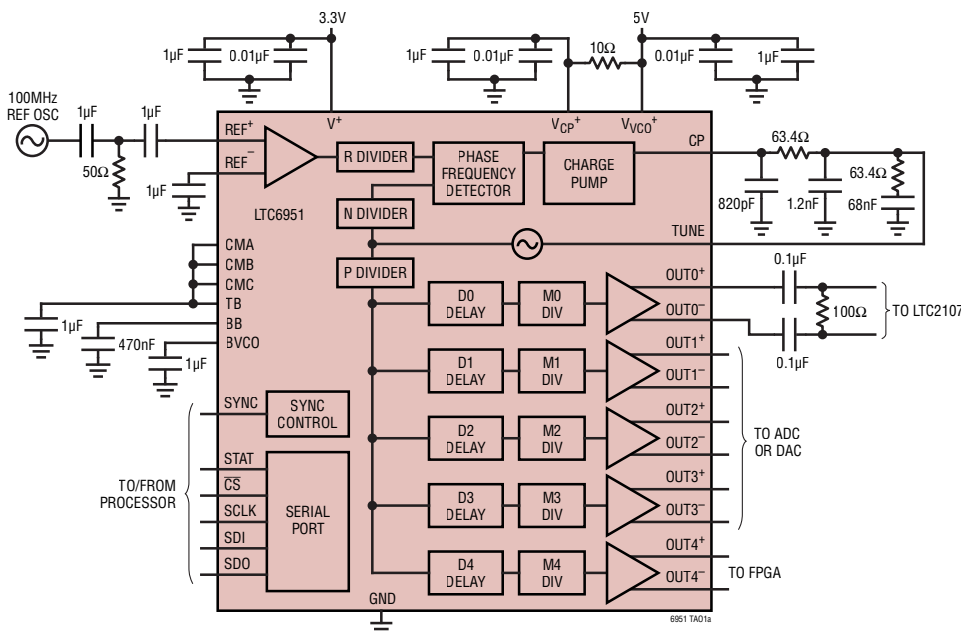 3.3V
5V
1µF
0.01µF
1µF
0.01µF
10Ω
0.01µF
1µF
100MHz
REF OSC
1µF
1µF
50Ω
1µF
REF+
REF−
V+
VCP+
VVCO+
CP
R DIVIDER
PHASE
FREQUENCY
DETECTOR
CHARGE
PUMP
LTC6951
N DIVIDER
P DIVIDER
63.4Ω
63.4Ω
820pF
1.2nF
68nF
TUNE
CMA
CMB
CMC
TB
BB
BVCO
1µF
470nF
1µF
D0
DELAY
M0
DIV
OUT0+
OUT0−
0.1µF
100Ω
0.1µF
TO LTC2107
D1
DELAY
M1
DIV
OUT1+
OUT1−
D2
DELAY
M2
DIV
OUT2+
OUT2−
TO ADC
OR DAC
D3
DELAY
M3
DIV
OUT3+
OUT3−
D4
DELAY
M4
DIV
OUT4+
OUT4−
TO FPGA
SYNC
SYNC
CONTROL
TO/FROM
PROCESSOR
STAT
CS
SCLK
SDI
SDO
SERIAL
PORT
GND
6951 TA01a